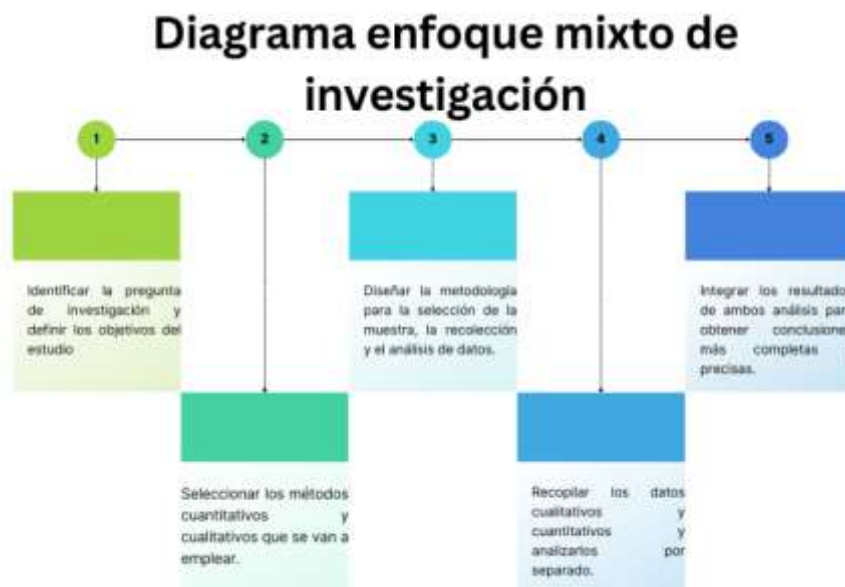 Diagrama enfoque mixto de
investigación
1
2
3
4
5
Identificar la pregunta
de investigación y
definir los objetivos del
estudio
Diseñar la metodología
para la selección de la
muestra, la recolección
y el análisis de datos.
Integrar los resultado
de ambos análisis par
obtener conclusione
más completas
precisas.
Seleccionar los métodos
cuantitativos y
cualitativos que se van a
emplear.
Recopilar los datos
cualitativos y
cuantitativos y
analizarlos por
separado.